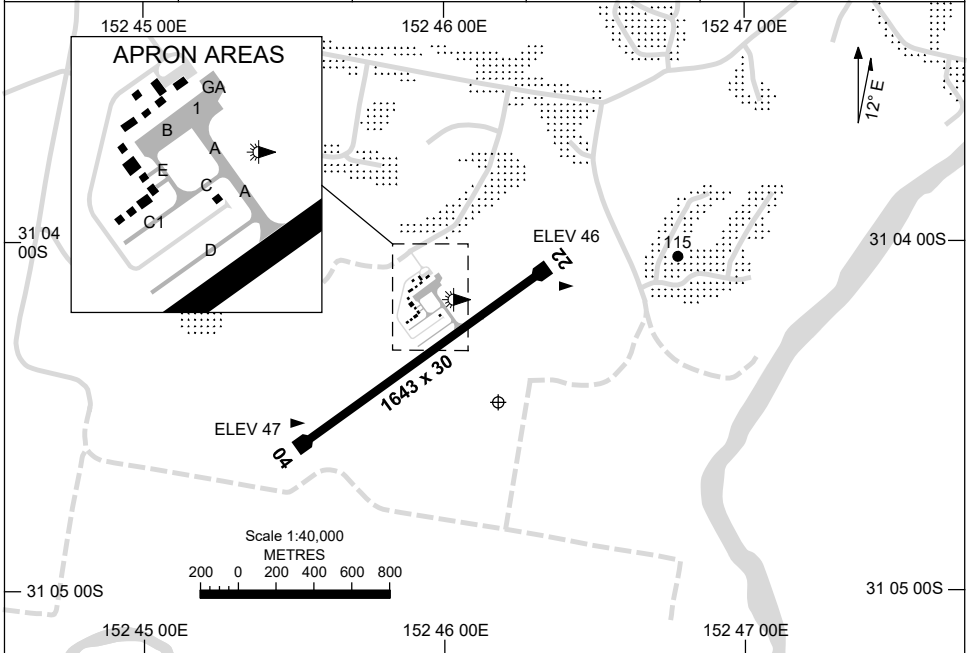 152 45 00E
152 46 00E
152 47 00E
APRON AREAS
GA
1
B
A
E
C
A
C1
D
12° E
31 04
00S
ELEV 46
22
115
31 04 00S
1643 x 30
ELEV 47
04
Scale 1:40,000
METRES
200 0 200 400 600 800
31 05 00S
31 05 00S
152 45 00E
152 46 00E
152 47 00E